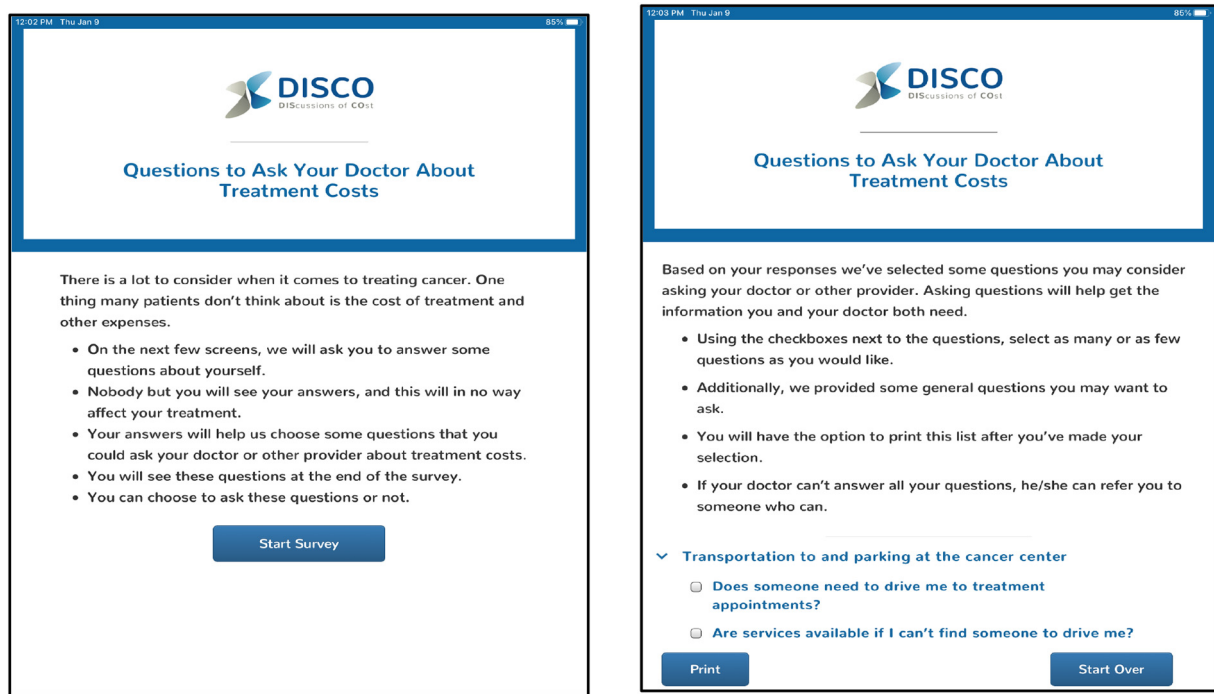 12:02 PM Thu Jan 9
85%
DISCO
DIScussions of COst
Questions to Ask Your Doctor About
Treatment Costs
There is a lot to consider when it comes to treating cancer. One
thing many patients don't think about is the cost of treatment and
other expenses.
• On the next few screens, we will ask you to answer some
questions about yourself.
• Nobody but you will see your answers, and this will in no way
affect your treatment.
• Your answers will help us choose some questions that you
could ask your doctor or other provider about treatment costs.
• You will see these questions at the end of the survey.
• You can choose to ask these questions or not.
Start Survey
12:03 PM Thu Jan 9
85%
DISCO
DIScussions of COst
Questions to Ask Your Doctor About
Treatment Costs
Based on your responses we've selected some questions you may consider
asking your doctor or other provider. Asking questions will help get the
information you and your doctor both need.
• Using the checkboxes next to the questions, select as many or as few
questions as you would like.
• Additionally, we provided some general questions you may want to
ask.
• You will have the option to print this list after you've made your
selection.
• If your doctor can't answer all your questions, he/she can refer you to
someone who can.
Transportation to and parking at the cancer center
Does someone need to drive me to treatment
appointments?
Are services available if I can't find someone to drive me?
Print
Start Over